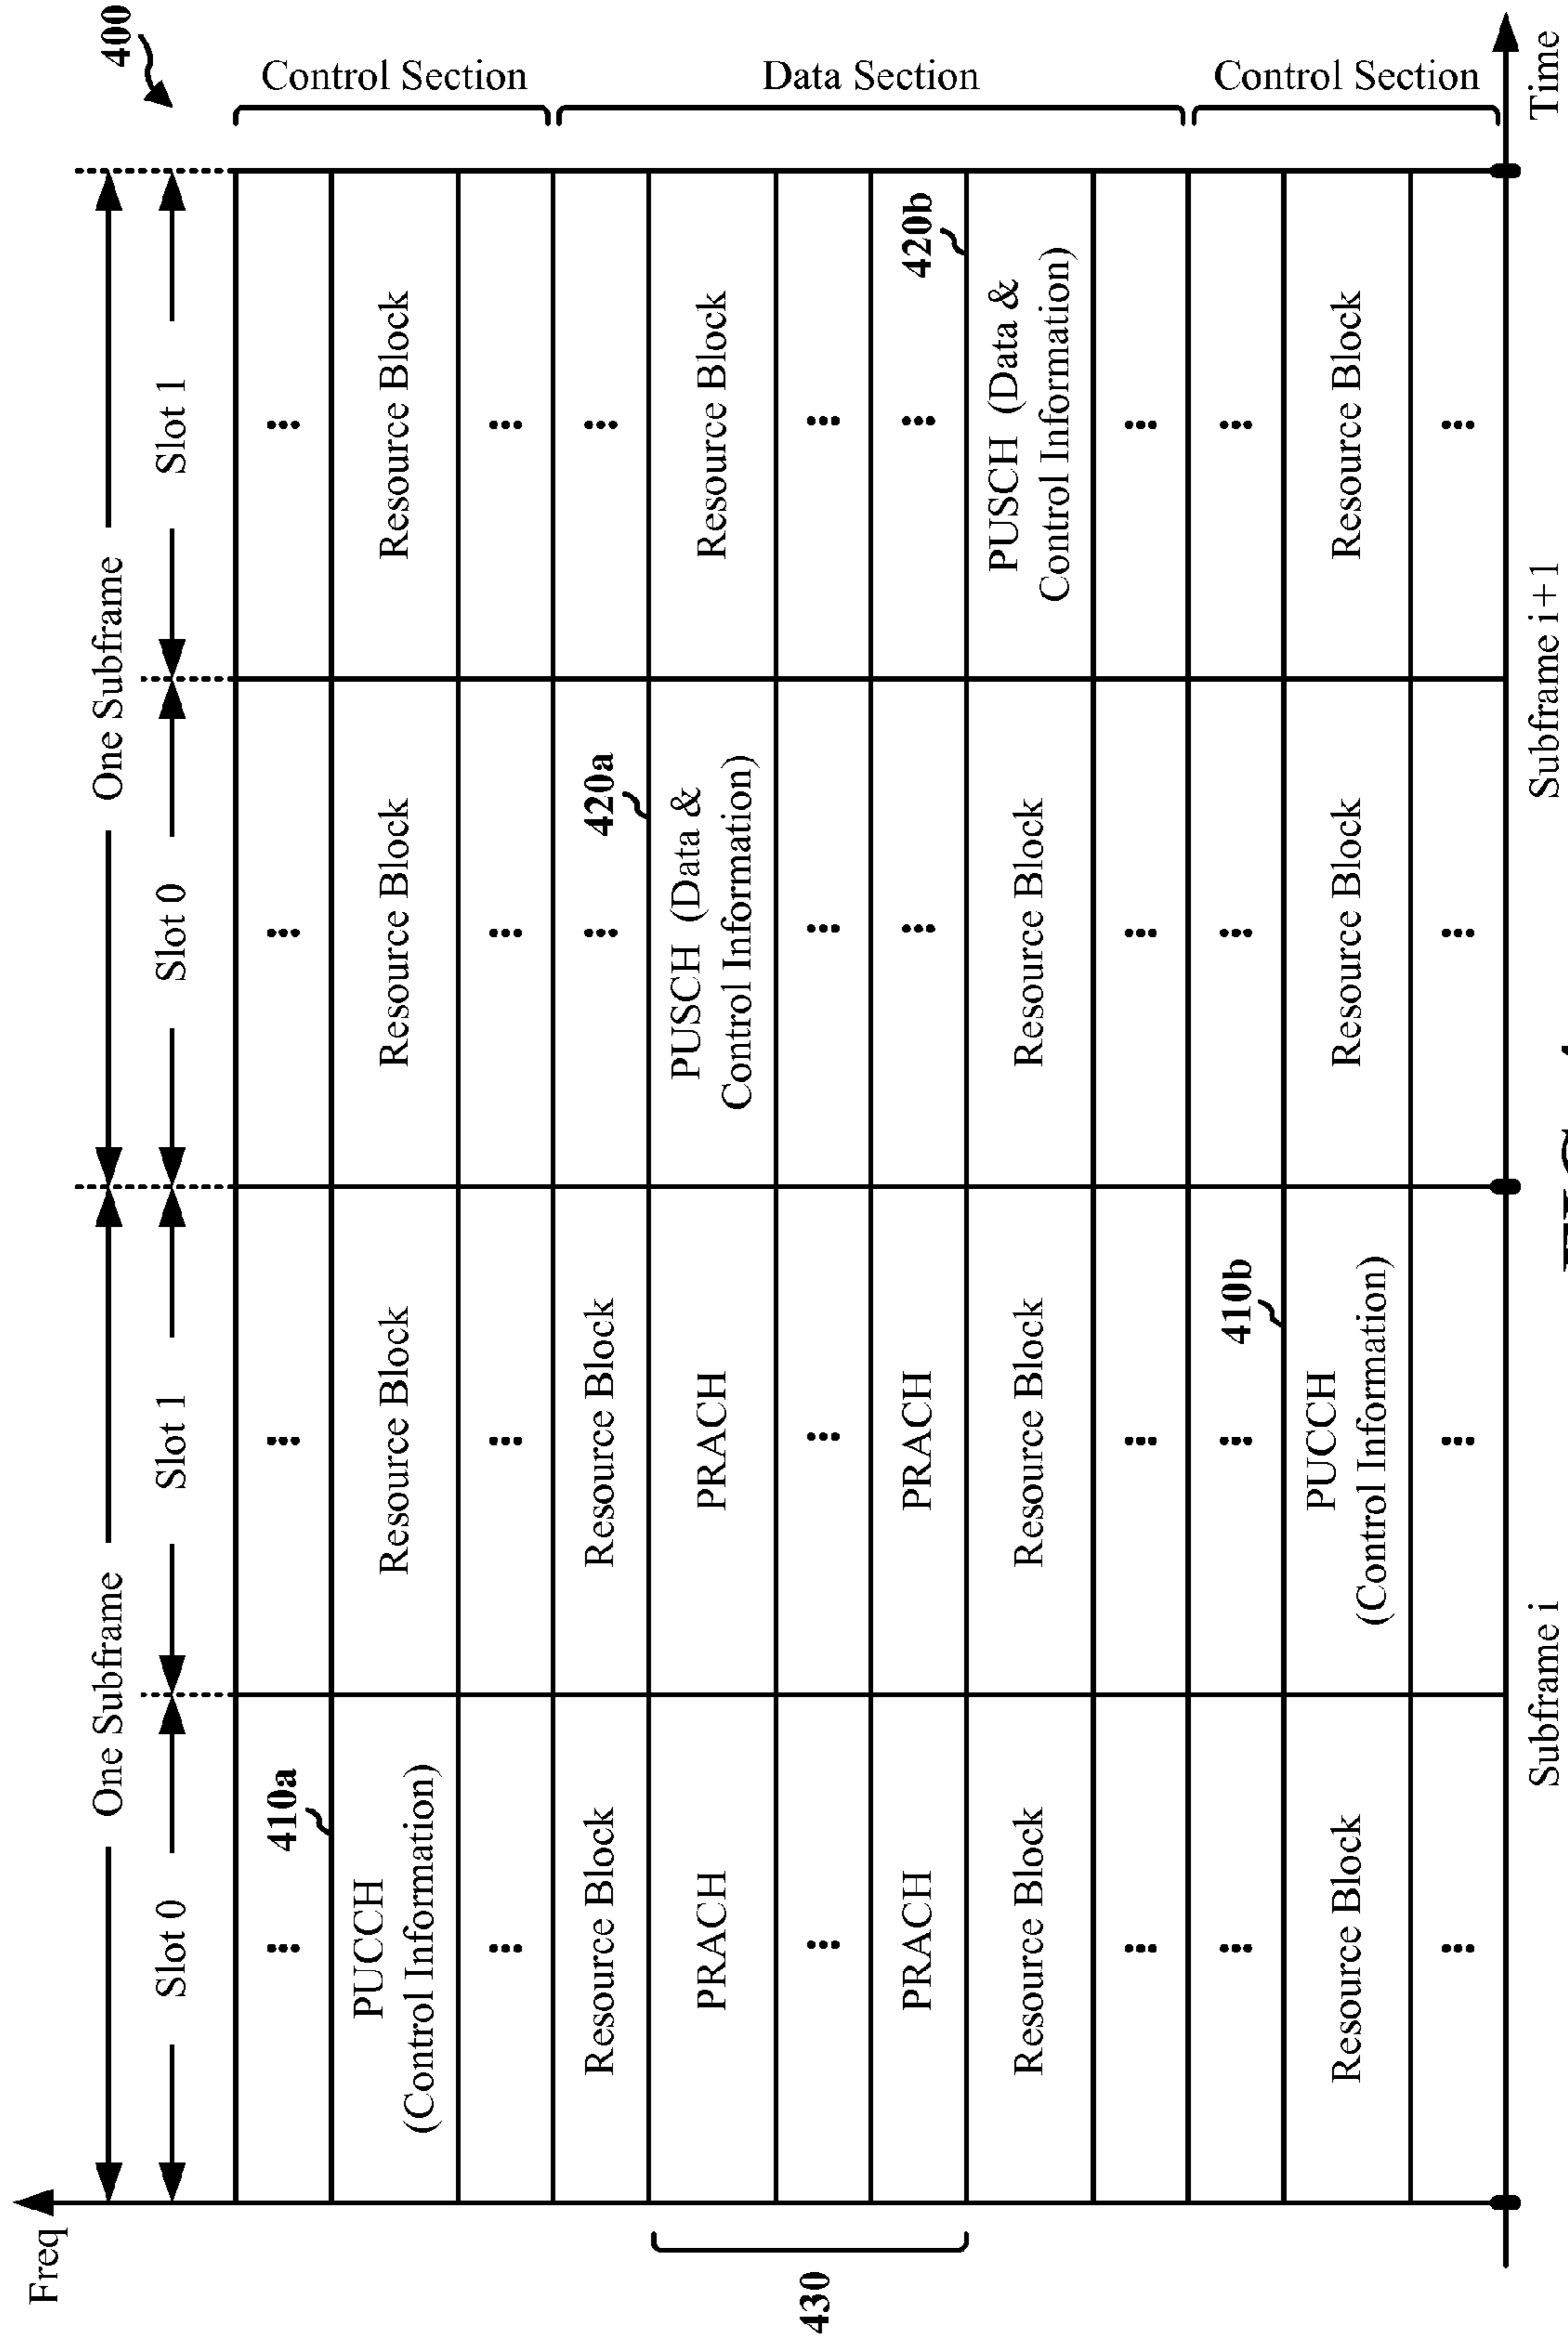 400
One Subframe
One Subframe
Slot 0
Slot 1
Slot 0
Slot 1
Freq
410a
⋮
⋮
⋮
⋮
PUCCH
(Control Information)
Resource Block
Resource Block
Resource Block
⋮
⋮
⋮
⋮
Control Section
420a
Resource Block
Resource Block
⋮
⋮
PRACH
PRACH
PUSCH (Data &
Control Information)
Resource Block
430
⋮
⋮
⋮
⋮
420b
PRACH
PRACH
⋮
⋮
Resource Block
Resource Block
Resource Block
PUSCH (Data &
Control Information)
⋮
⋮
⋮
⋮
Data Section
410b
⋮
⋮
⋮
⋮
Resource Block
PUCCH
(Control Information)
Resource Block
Resource Block
⋮
⋮
⋮
⋮
Control Section
Subframe i
Subframe i+1
Time